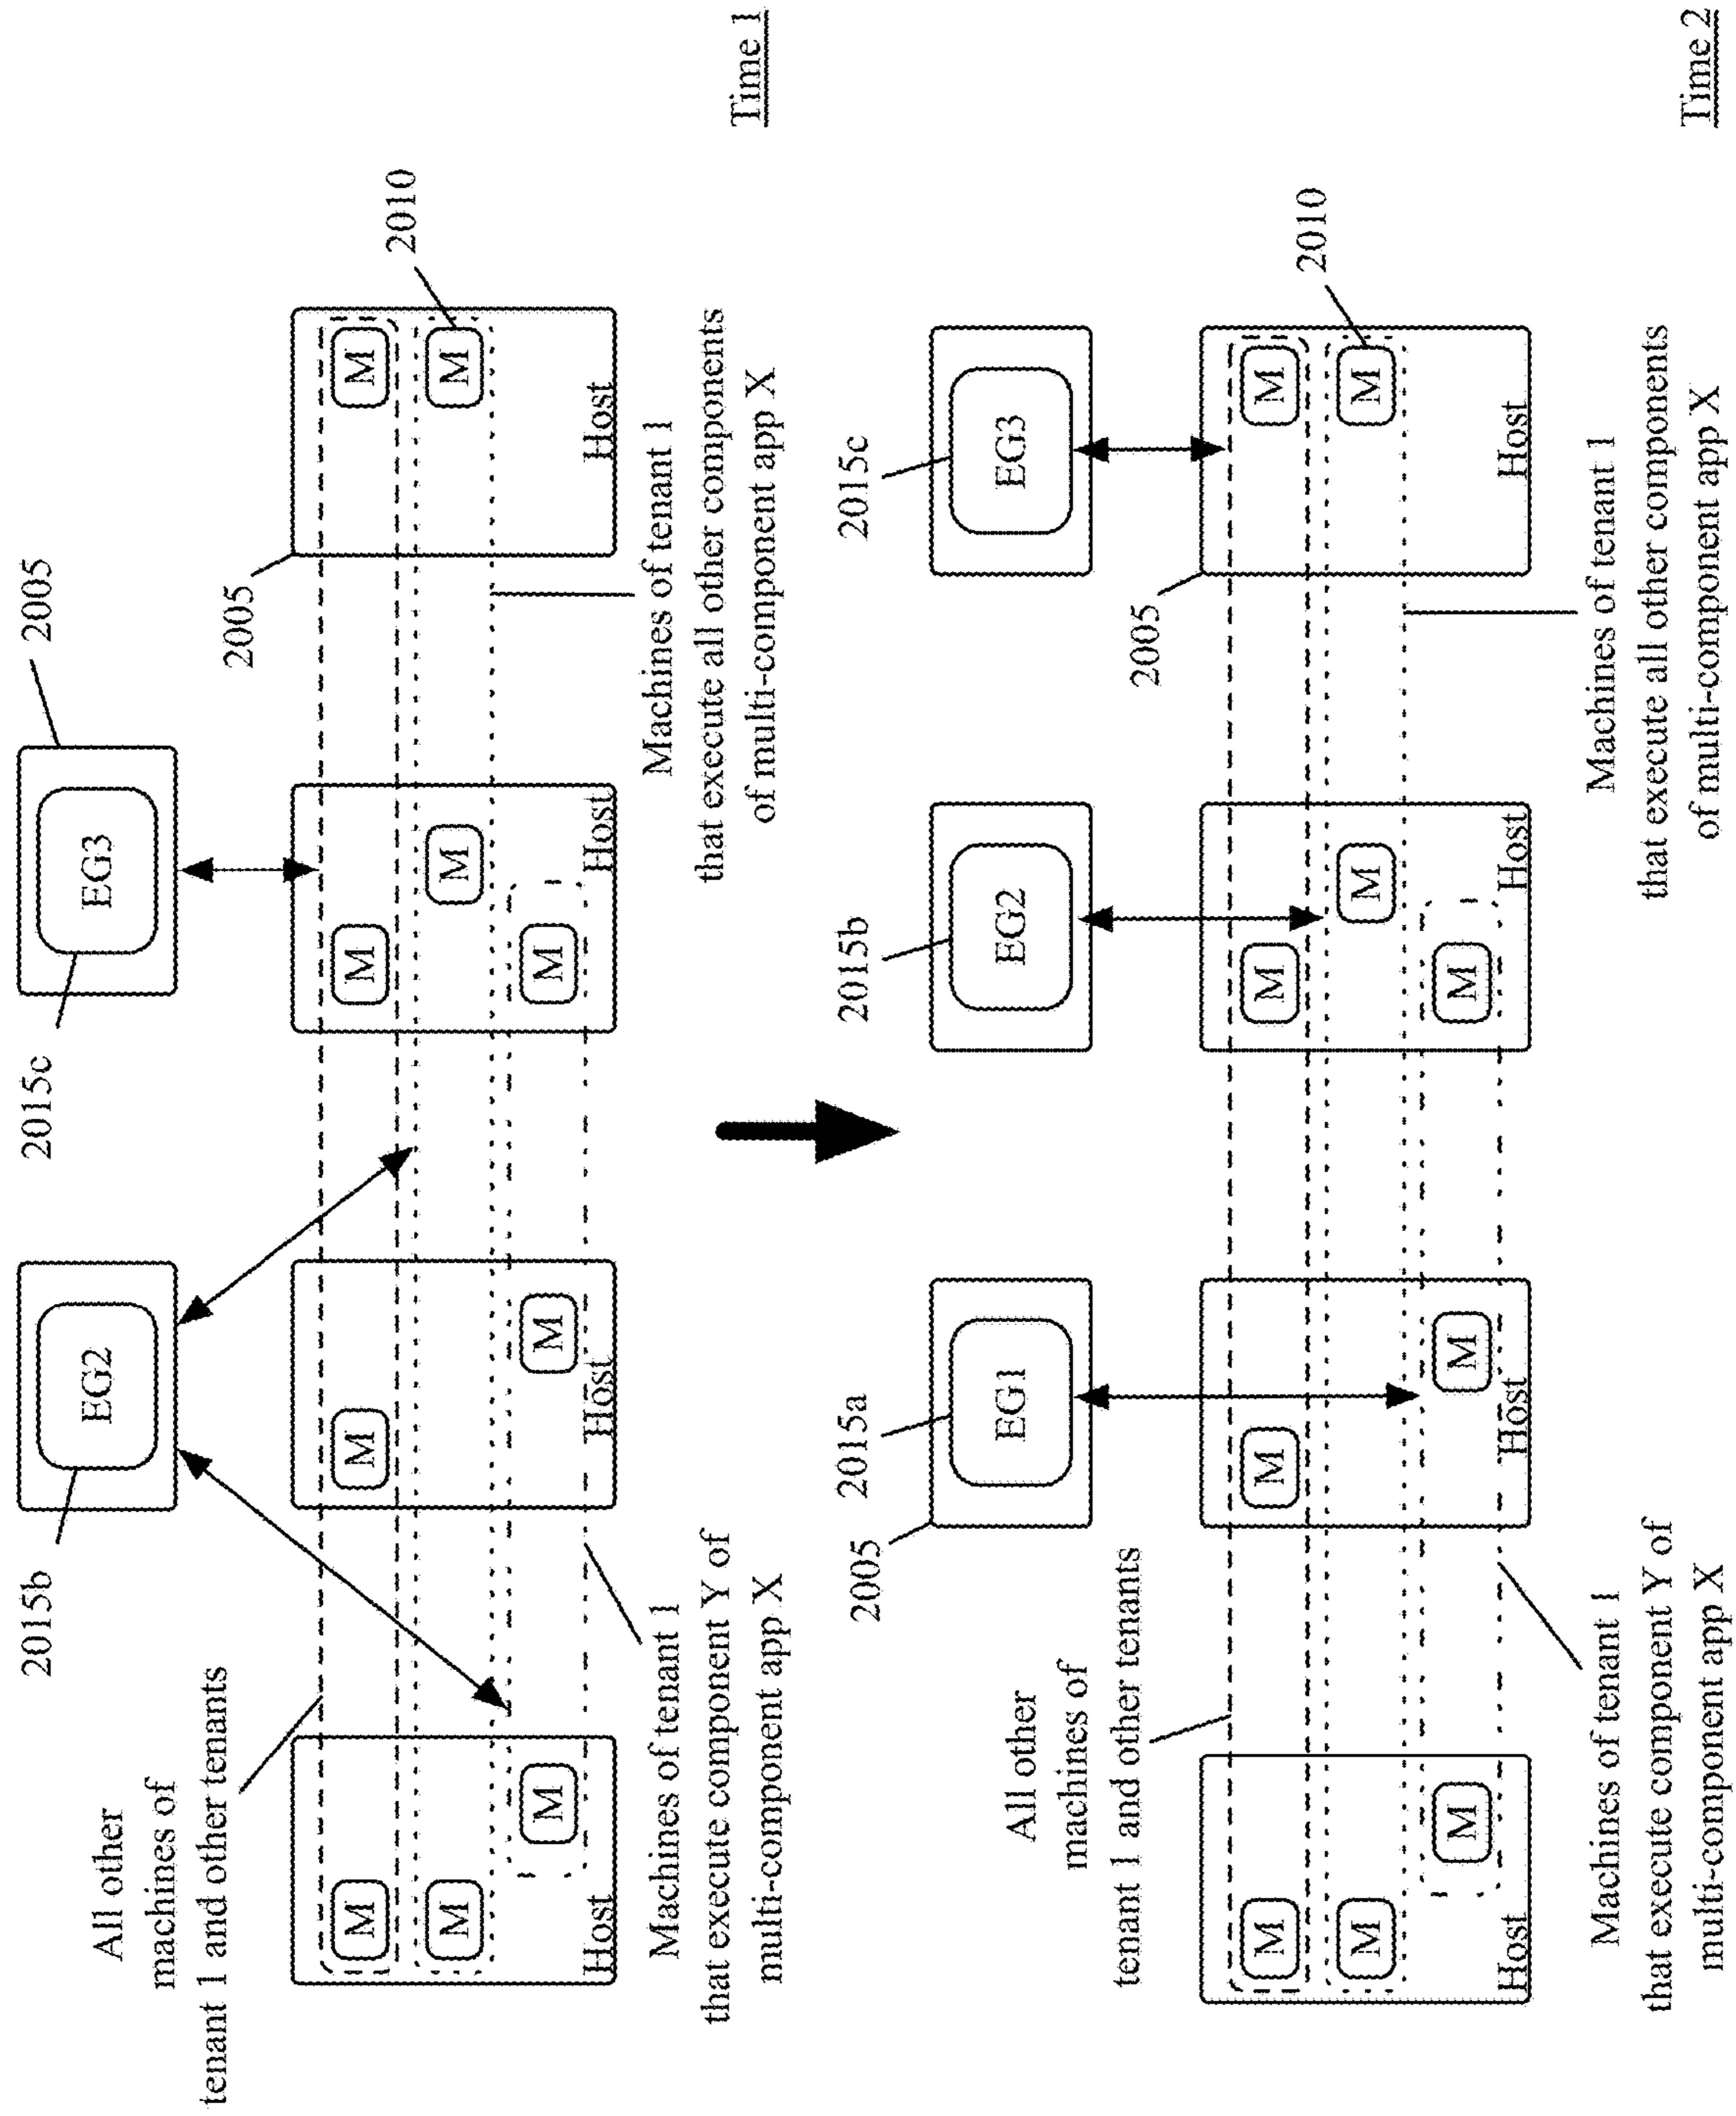 2015b
2015c
2005
EG2
EG3
All other
machines of
tenant 1 and other tenants
2005
2010
M
M
M
M
M
M
M
M
M
M
Host
Host
Host
Host
Machines of tenant 1
that execute component Y of
multi-component app X
Machines of tenant 1
that execute all other components
of multi-component app X
Time 1
2005
2015a
2015b
2015c
EG1
EG2
EG3
All other
machines of
tenant 1 and other tenants
2005
2010
M
M
M
M
M
M
M
M
M
M
Host
Host
Host
Host
Machines of tenant 1
that execute component Y of
multi-component app X
Machines of tenant 1
that execute all other components
of multi-component app X
Time 2